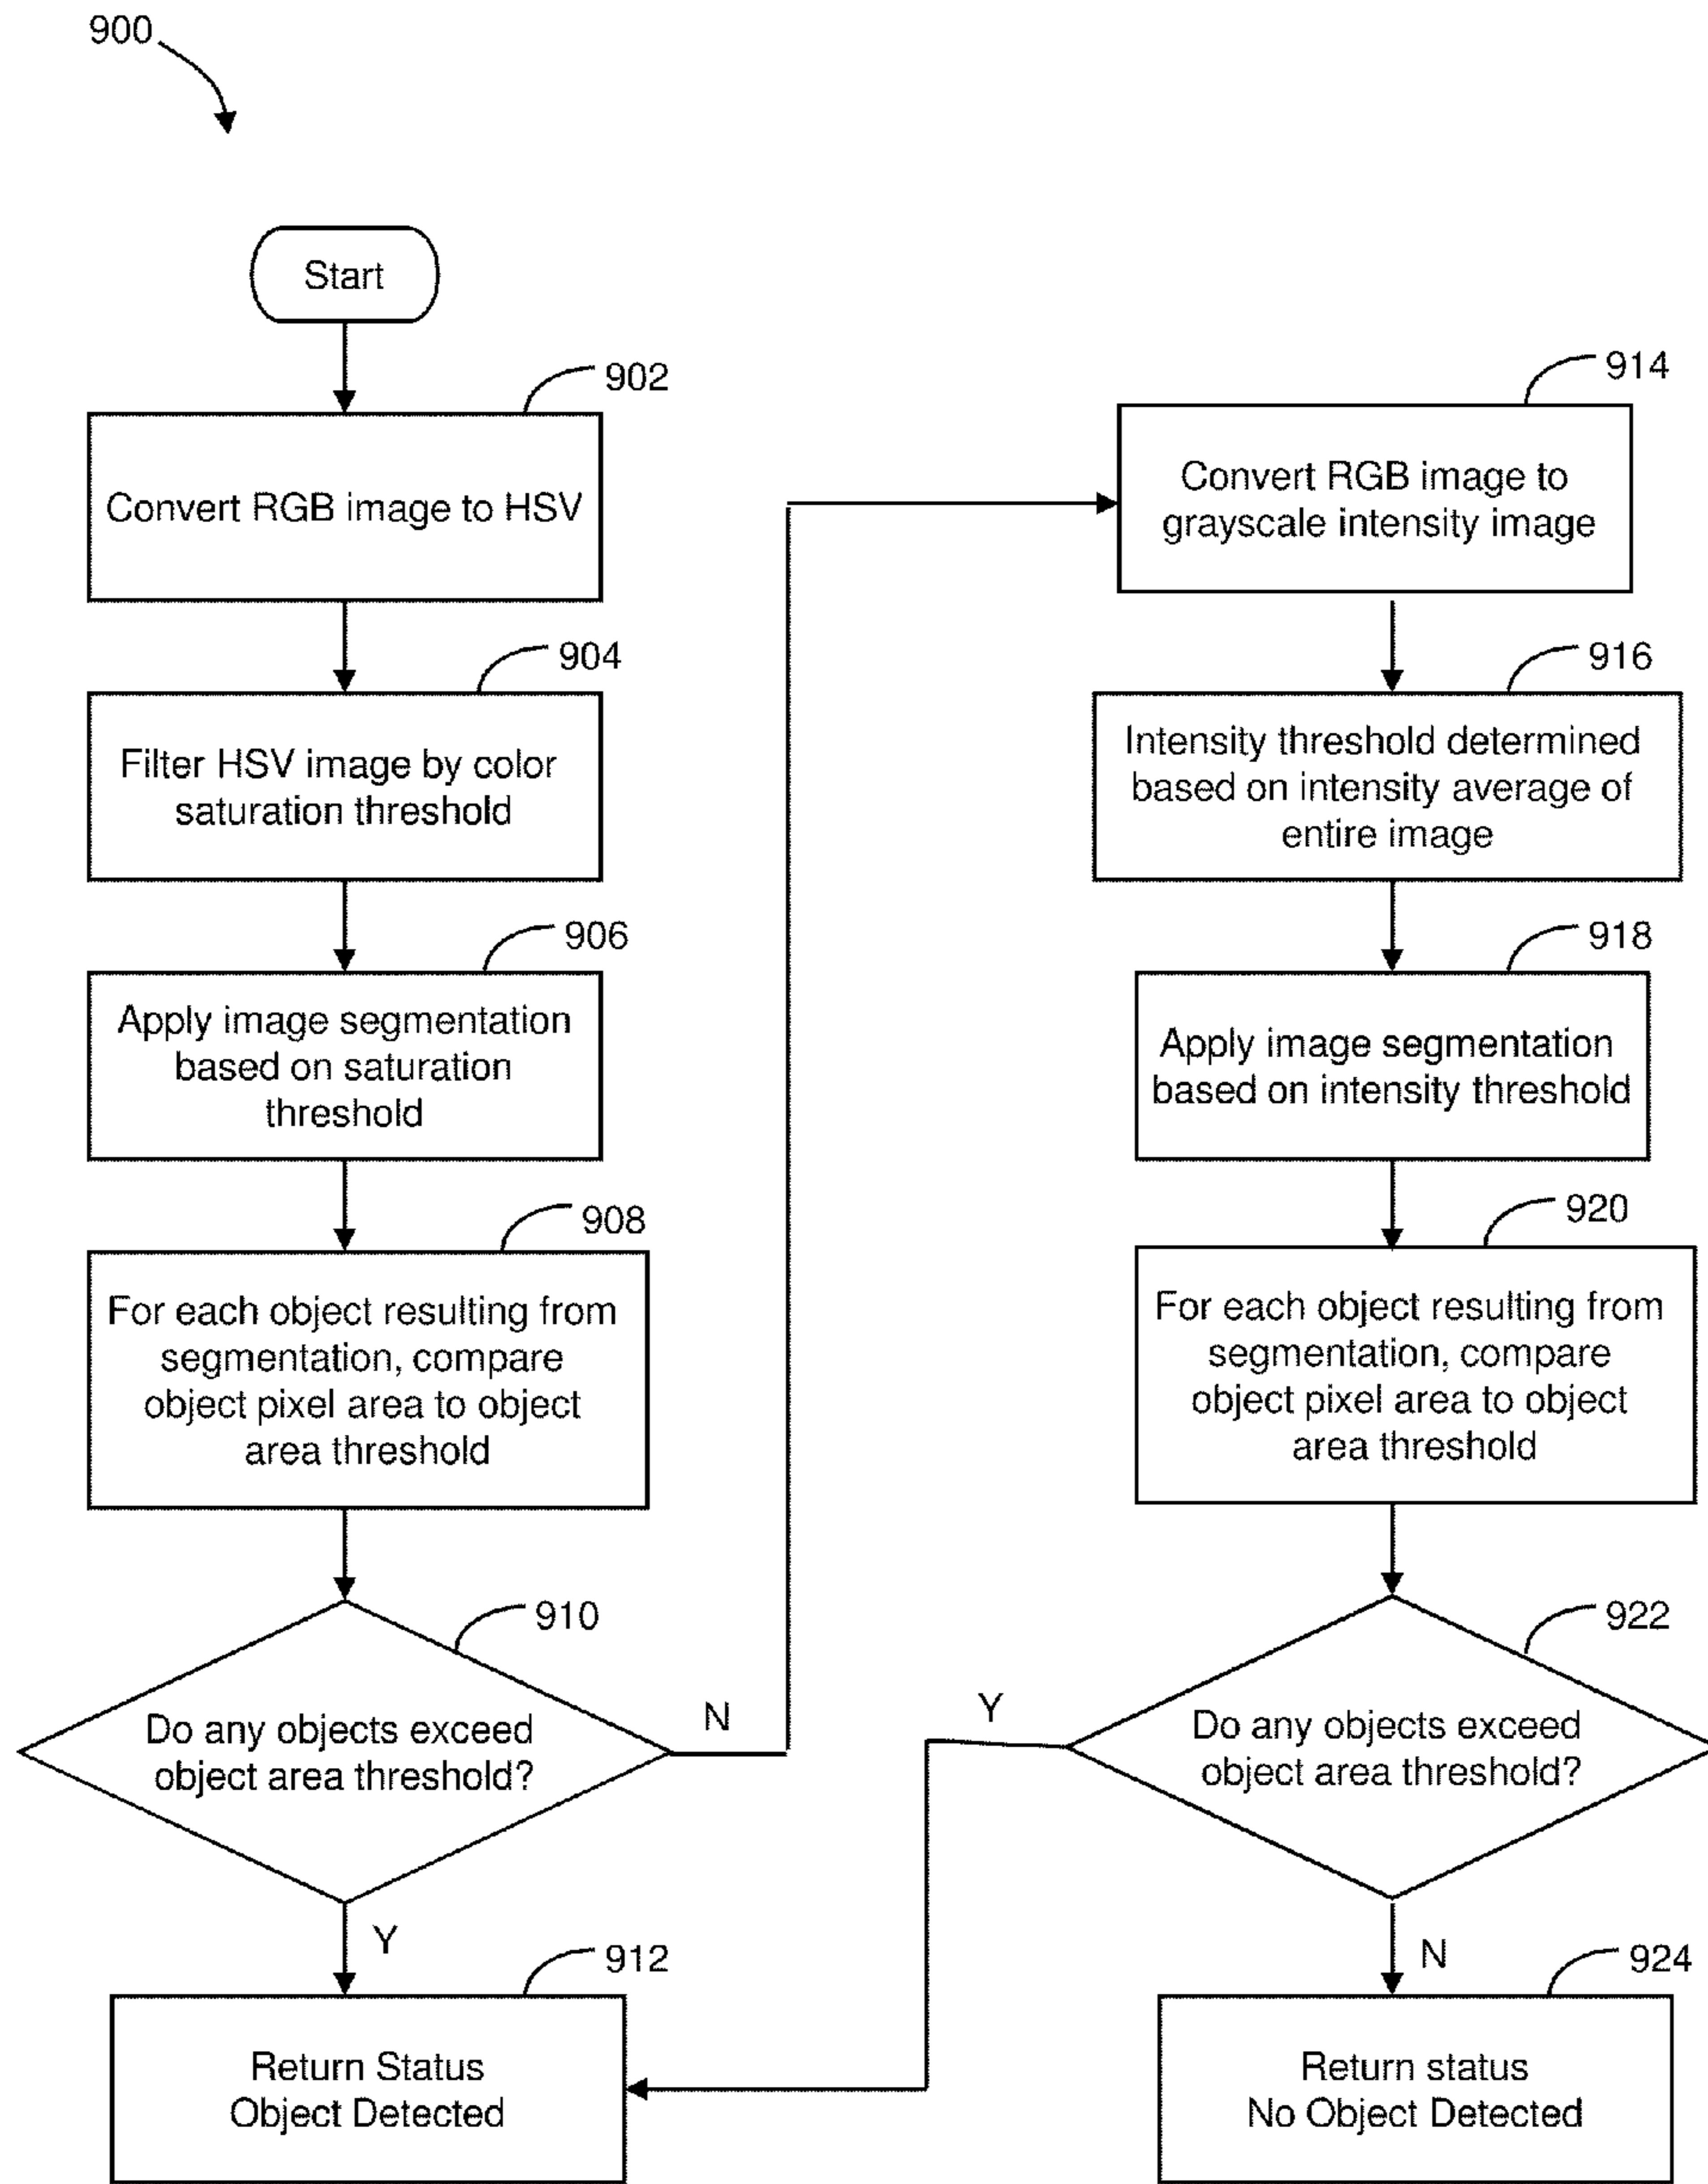 900
Start
902
Convert RGB image to HSV
904
Filter HSV image by color
saturation threshold
906
Apply image segmentation
based on saturation
threshold
908
For each object resulting from
segmentation, compare
object pixel area to object
area threshold
910
Do any objects exceed
object area threshold?
N
Y
912
Return Status
Object Detected
914
Convert RGB image to
grayscale intensity image
916
Intensity threshold determined
based on intensity average of
entire image
918
Apply image segmentation
based on intensity threshold
920
For each object resulting from
segmentation, compare
object pixel area to object
area threshold
922
Do any objects exceed
object area threshold?
Y
N
924
Return status
No Object Detected